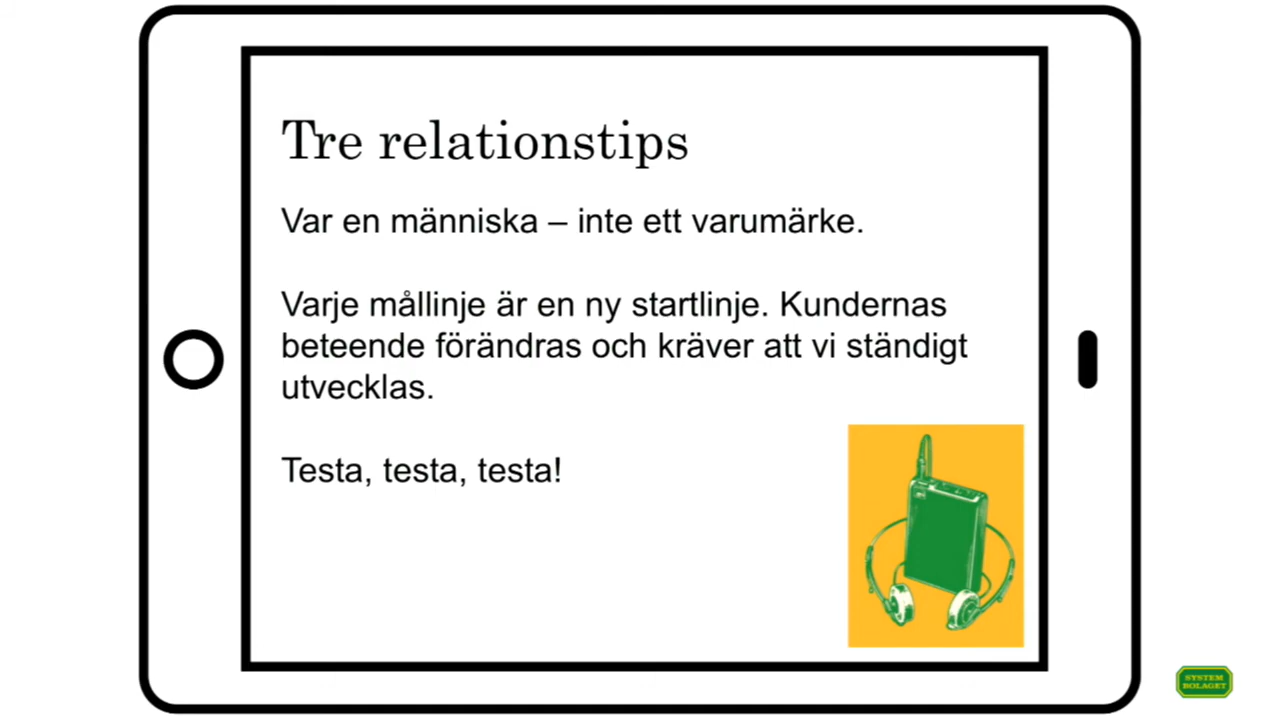 Tre relationstips
Var en människa – inte ett varumärke.
Varje mållinje är en ny startlinje. Kundernas
beteende förändras och kräver att vi ständigt
utvecklas.
Testa, testa, testa!
SYSTEM
BOLAGET